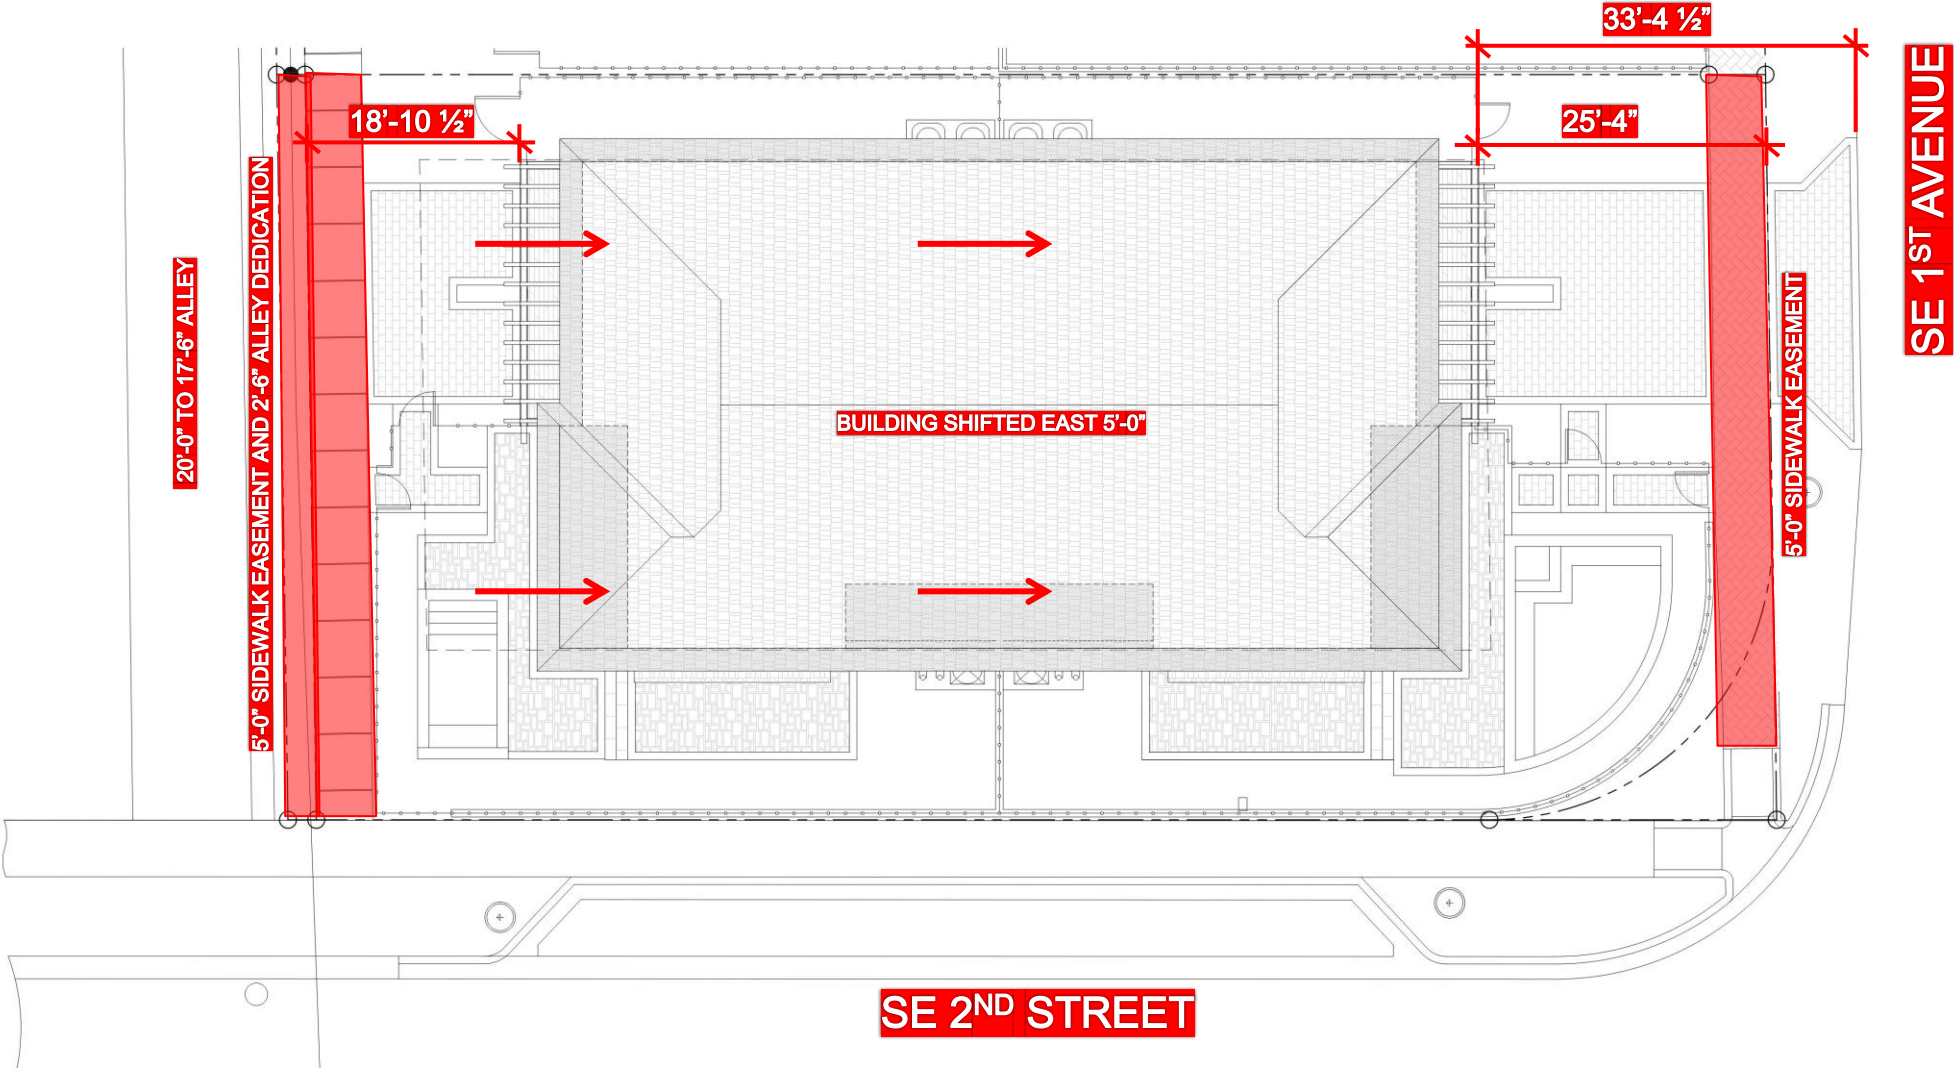 33'-4 ½"
18'-10 ½"
25'-4"
SE 1ST AVENUE
20'-0" TO 17'-6" ALLEY
5'-0" SIDEWALK EASEMENT AND 2'-6" ALLEY DEDICATION
BUILDING SHIFTED EAST 5'-0"
5'-0" SIDEWALK EASEMENT
SE 2ND STREET